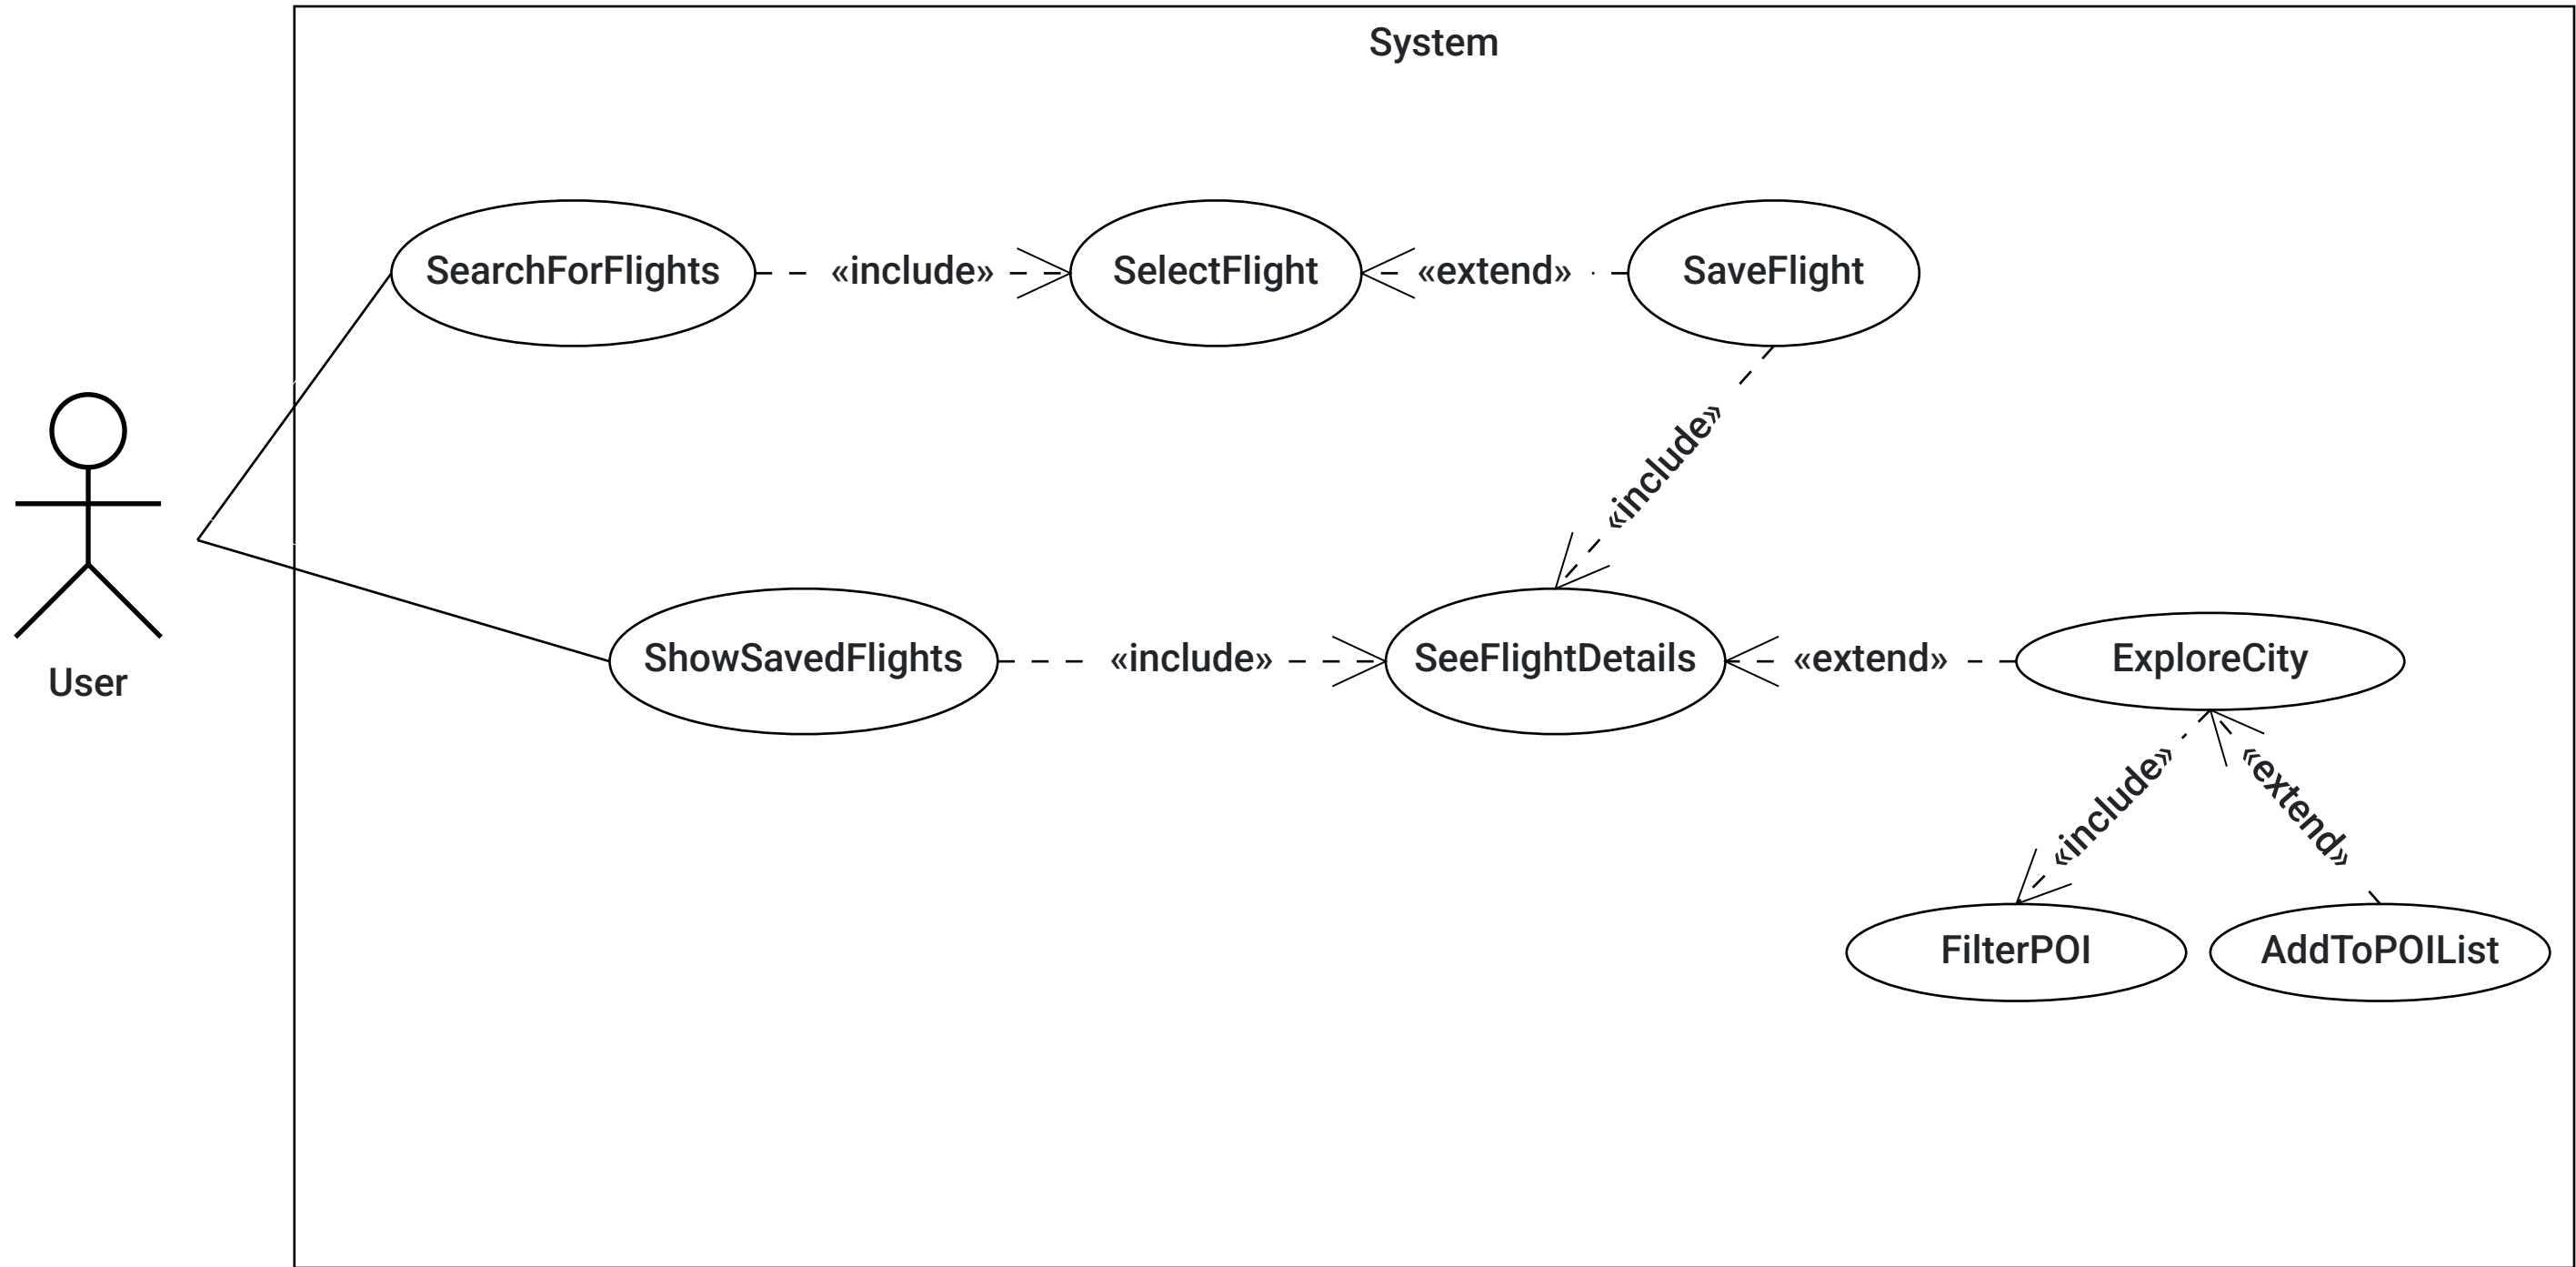 System
SearchForFlights
«include»
SelectFlight
«extend»
SaveFlight
«include»
User
ShowSavedFlights
«include»
SeeFlightDetails
«extend»
ExploreCity
«include»
«extend»
FilterPOI
AddToPOIList